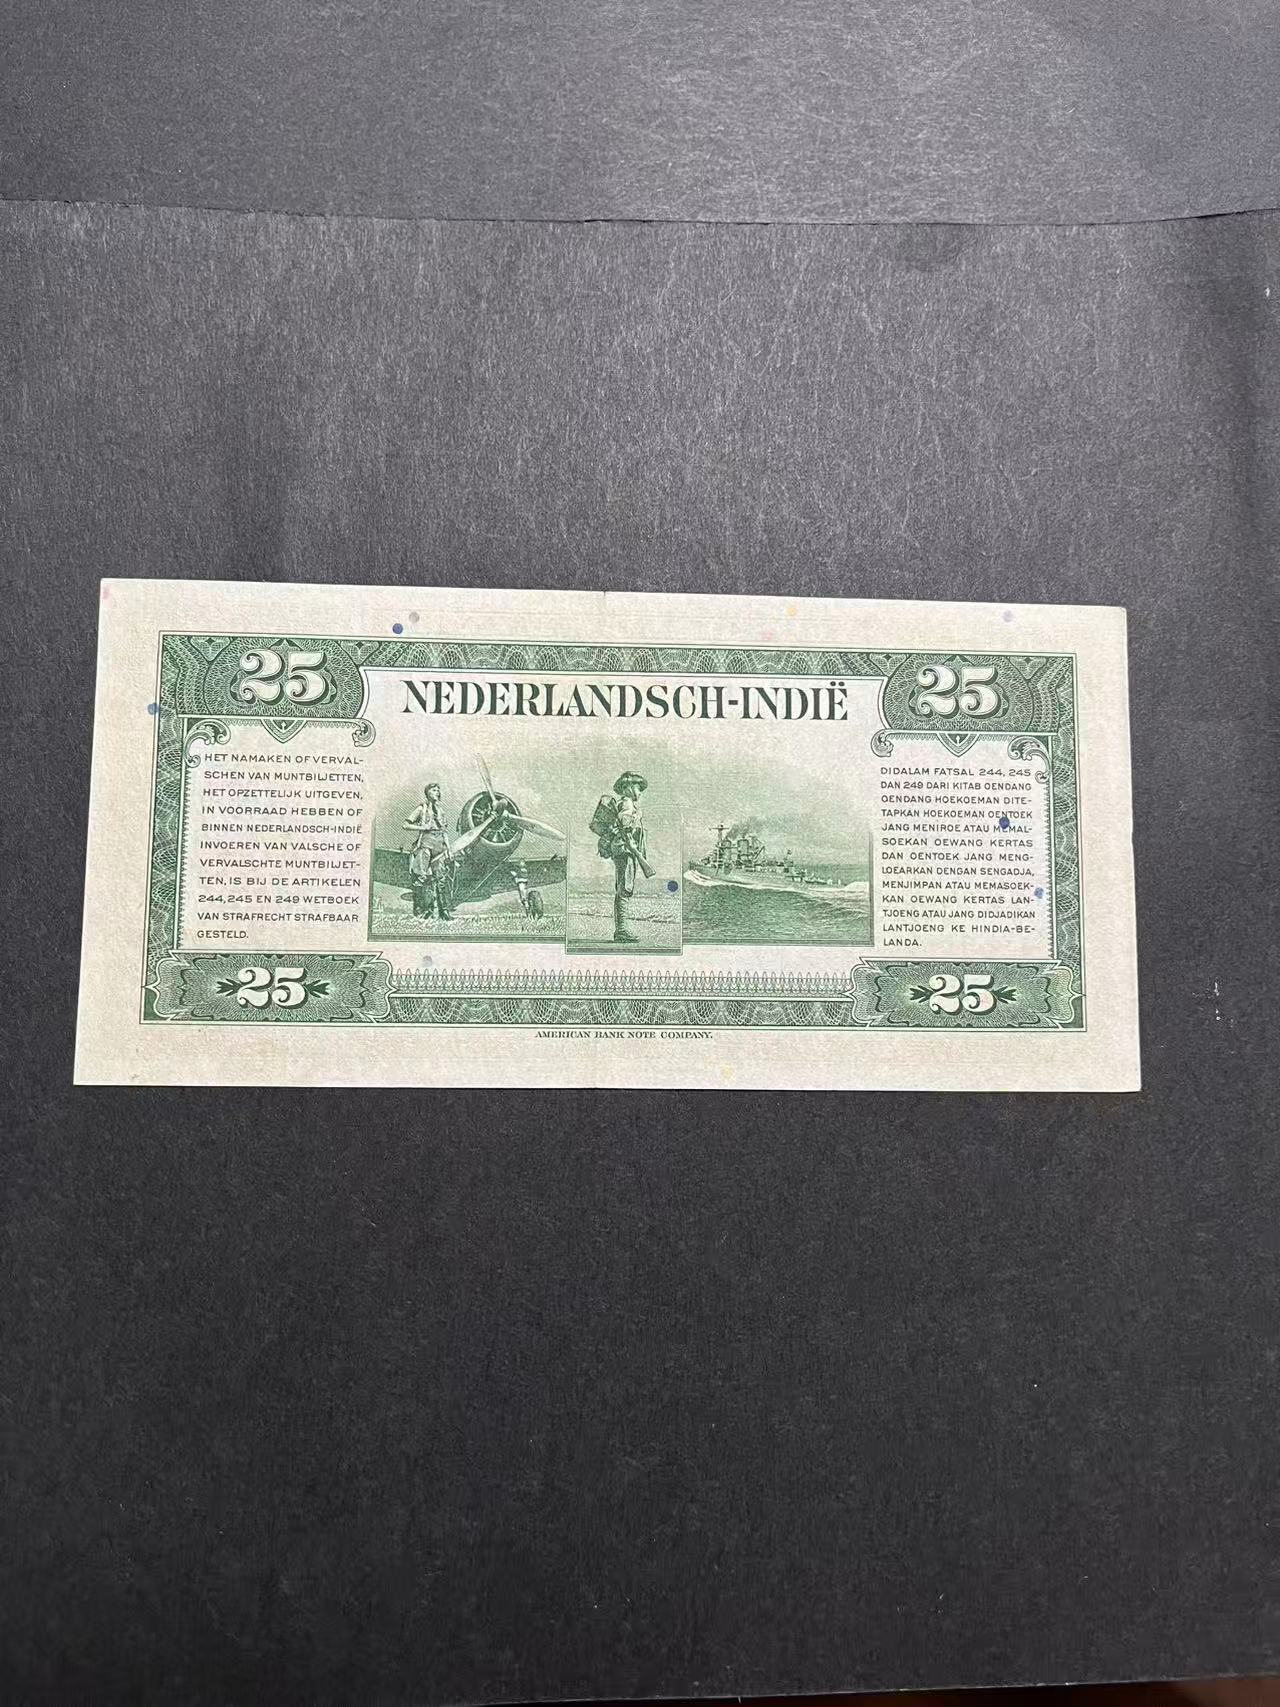 25
NEDERLANDSCH-INDIË
25
HET NAMAKEN OF VERVAL-
SCHEN VAN MUNTBILJETTEN,
HET OPZETTELIJK UITGEVEN,
IN VOORRAAD HEBBEN OF
BINNEN NEDERLANDSCH-INDIË
INVOEREN VAN VALSCHE OF
VERVALSCHTE MUNTBILJET-
TEN, IS BIJ DE ARTIKELEN
244, 245 EN 249 WETBOEK
VAN STRAFRECHT STRAFBAAR
GESTELD.
DIDALAM FATSAL 244, 245
DAN 249 DARI KITAB OENDANG
OENDANG HOEKOEMAN DITE-
TAPKAN HOEKOEMAN OENTOEK
JANG MENIROE ATAU MEMAL-
SOEKAN OEWANG KERTAS
DAN OENTOEK JANG MENG-
LOEARKAN DENGAN SENGADJA,
MENJIMPAN ATAU MEMASOEK-
KAN OEWANG KERTAS LAN-
TJOENG ATAU JANG DIDJADIKAN
LANTJOENG KE HINDIA-BE-
LANDA.
25
25
AMERICAN BANK NOTE COMPANY.